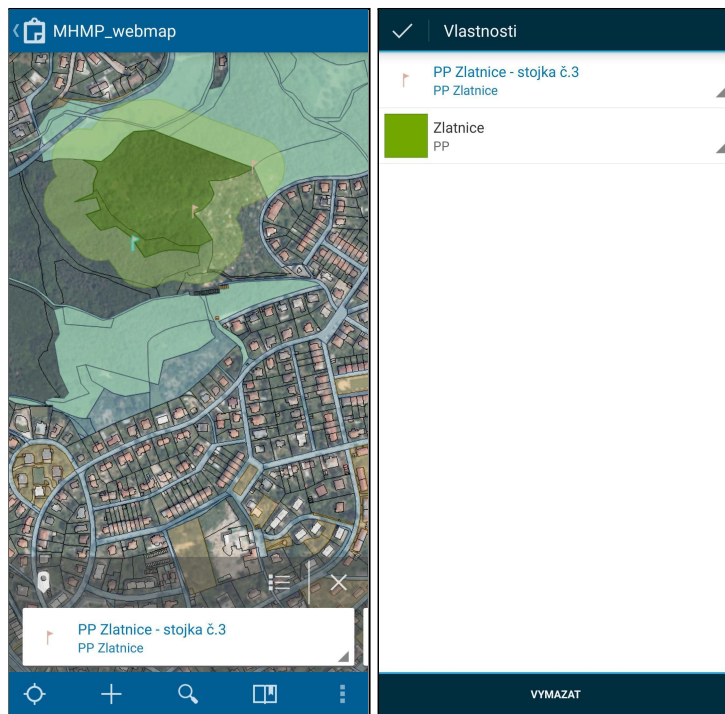 MHMP_webmap
PP Zlatnice - stojka č.3
PP Zlatnice
Vlastnosti
PP Zlatnice - stojka č.3
PP Zlatnice
Zlatnice
PP
VYMAZAT